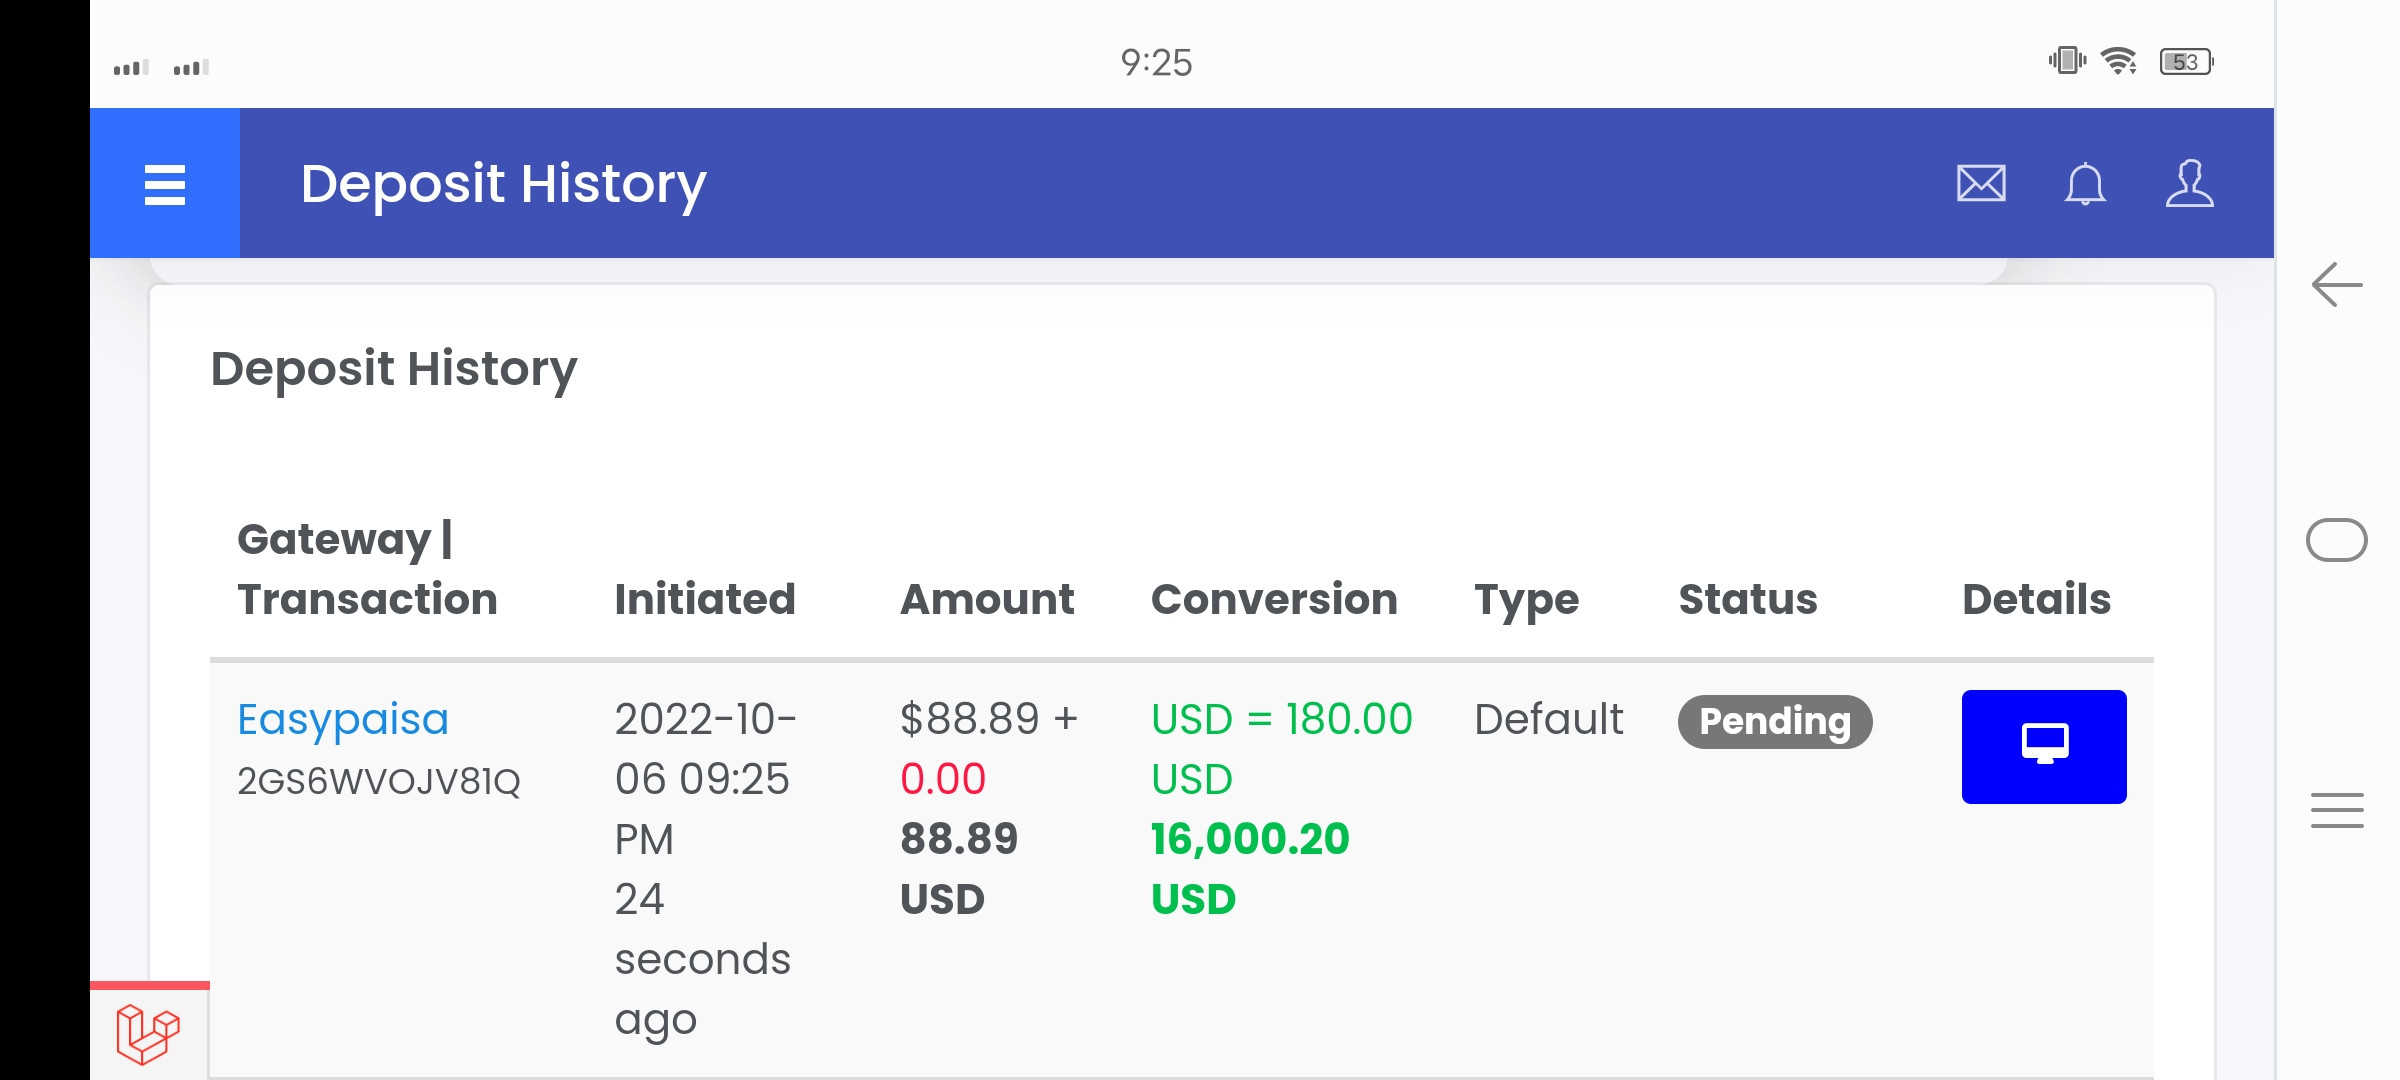 9:25
53
Deposit History
Deposit History
Gateway |
Transaction
Initiated
Amount
Conversion
Type
Status
Details
Easypaisa
2GS6WVOJV81Q
2022-10-
06 09:25
PM
24
seconds
ago
$88.89 +
0.00
88.89
USD
USD = 180.00
USD
16,000.20
USD
Default
Pending